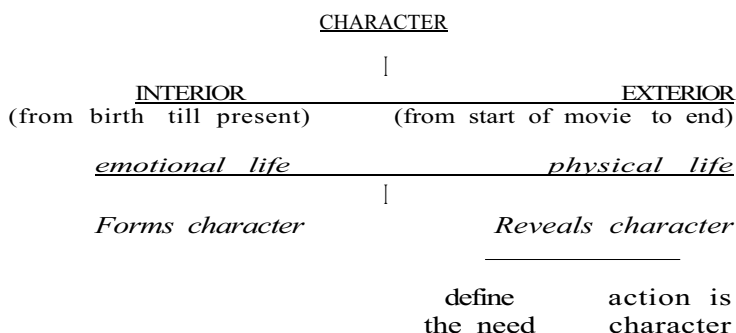 CHARACTER
INTERIOR EXTERIOR
(from birth till present) (from start of movie to end)
emotional life physical life
Forms character Reveals character
define action is
the need character